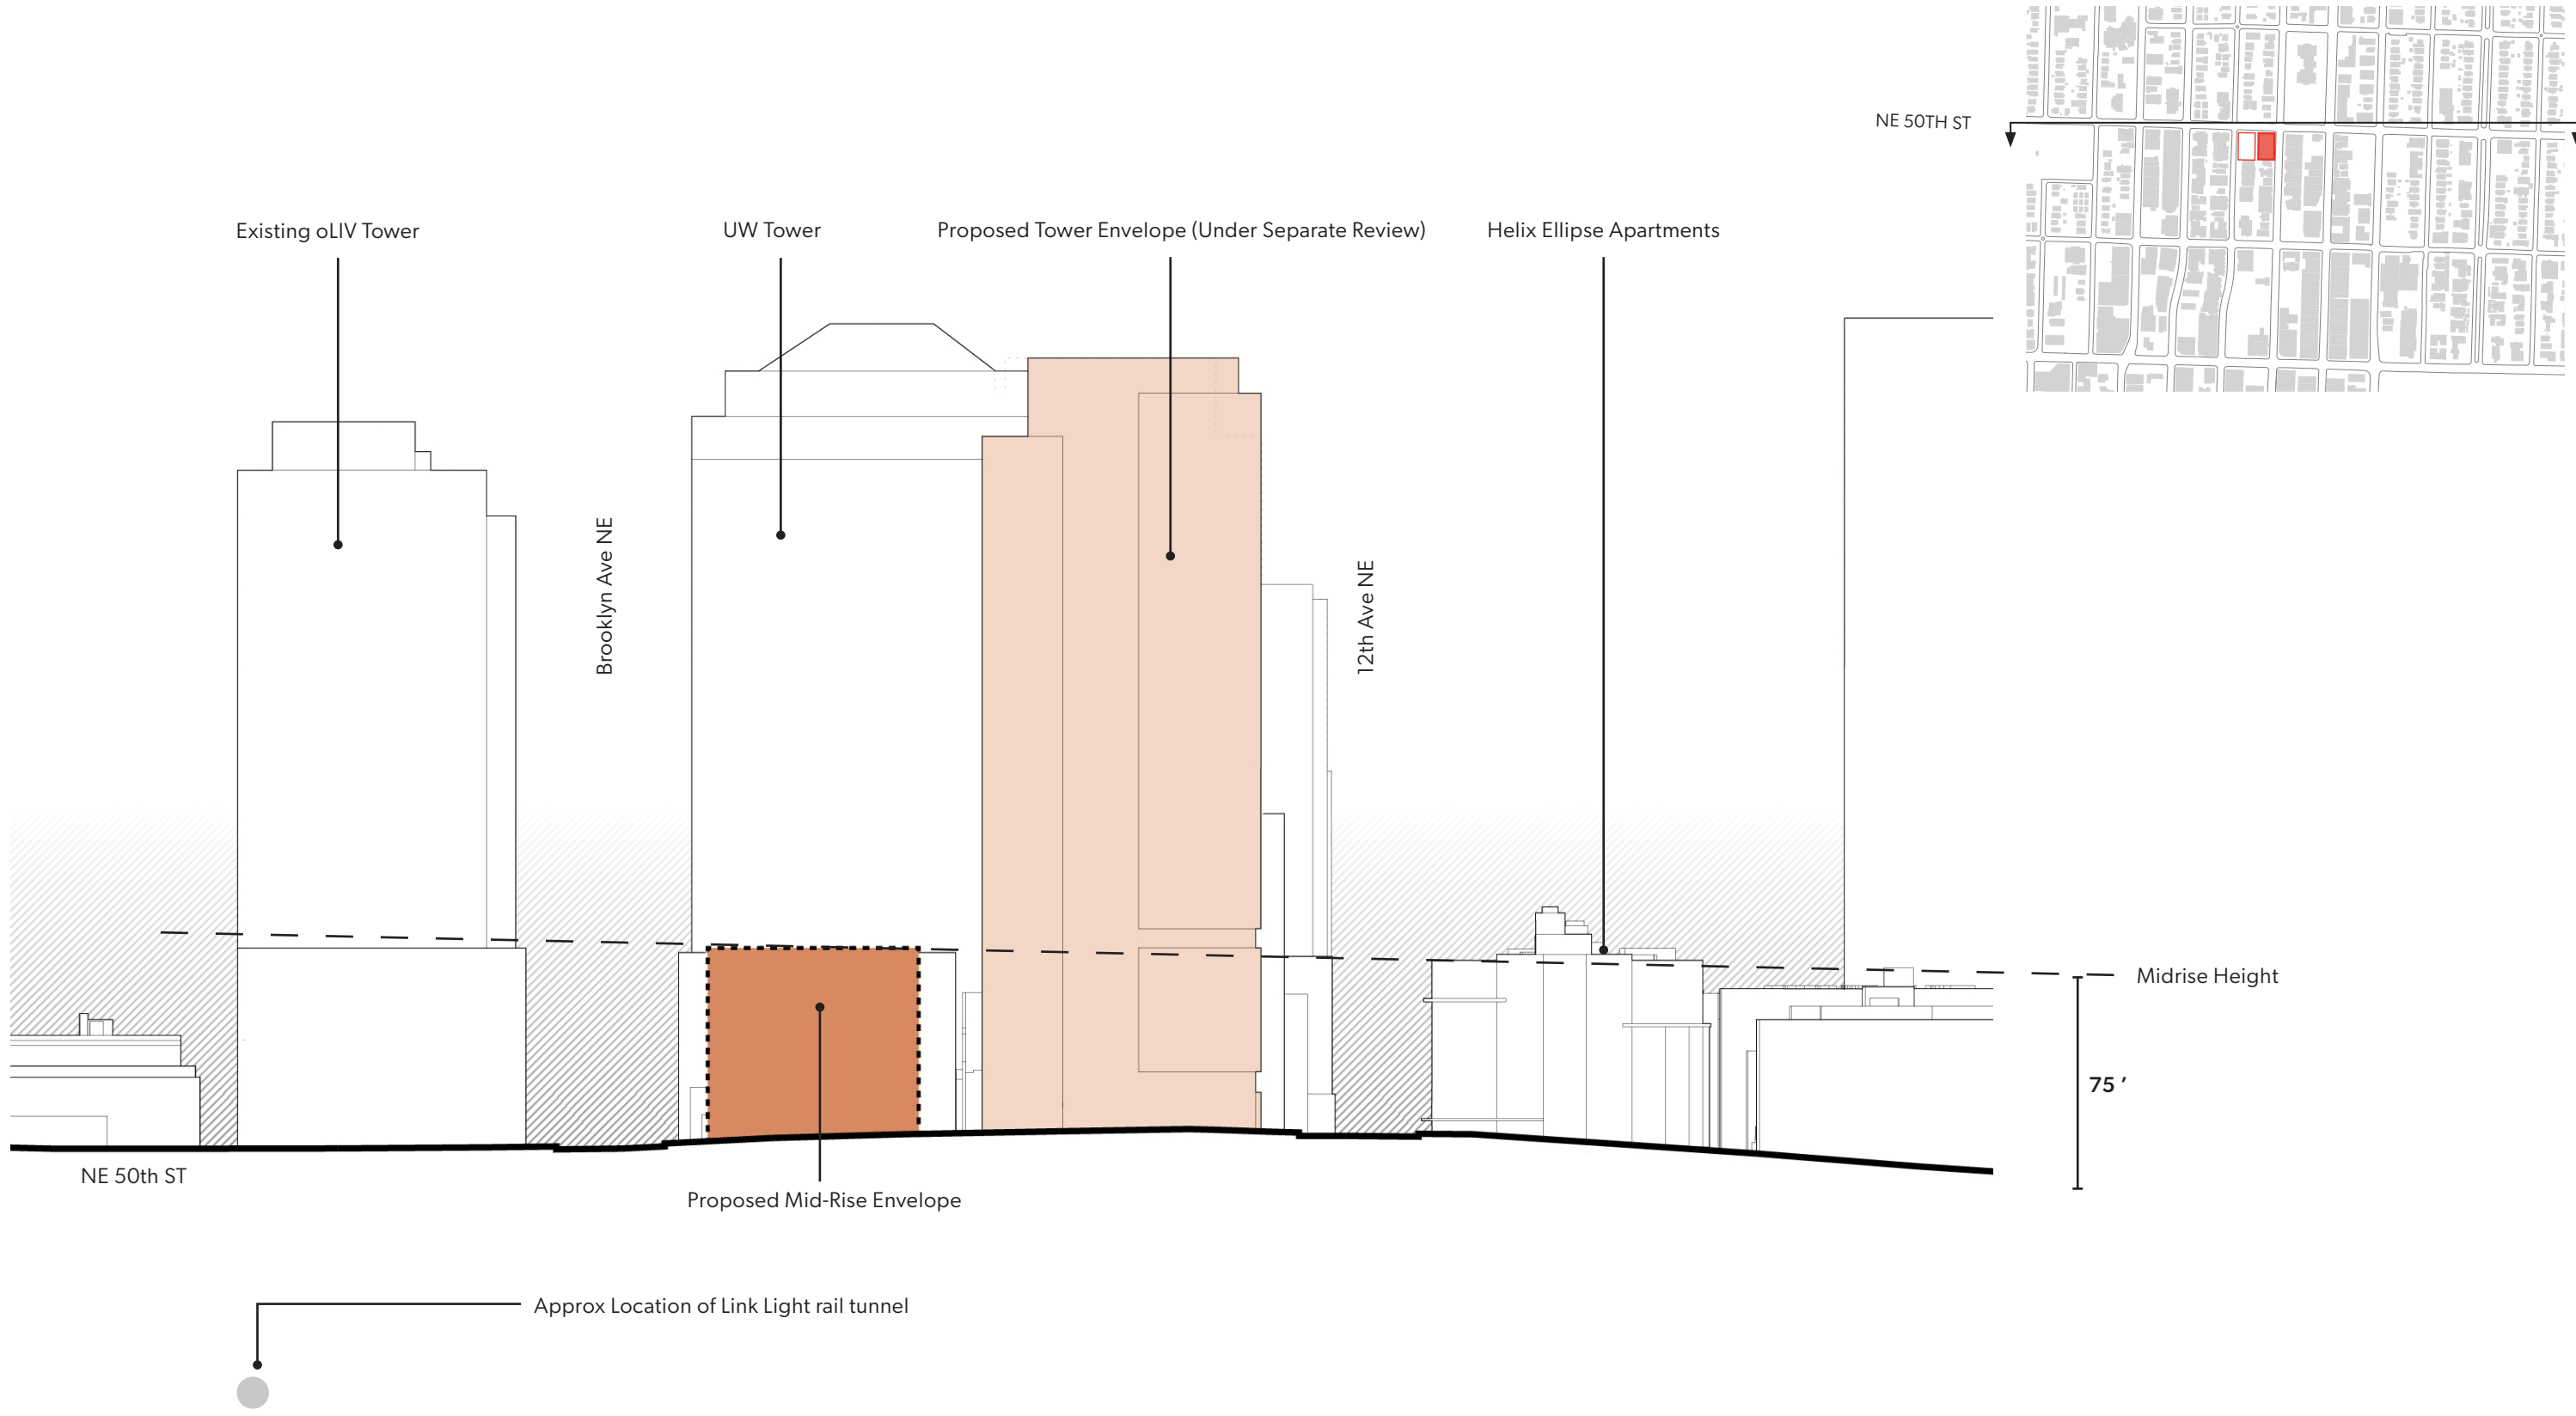 NE 50TH ST
Existing oLIV Tower
UW Tower
Proposed Tower Envelope (Under Separate Review)
Helix Ellipse Apartments
Brooklyn Ave NE
12th Ave NE
Midrise Height
75 ′
NE 50th ST
Proposed Mid-Rise Envelope
Approx Location of Link Light rail tunnel